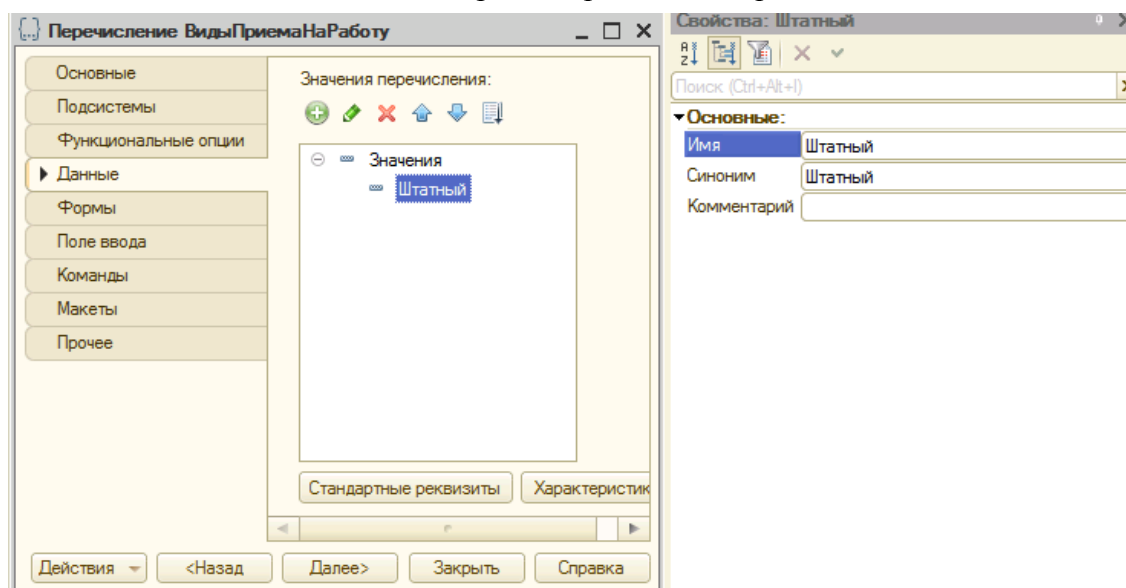 Перечисление ВидыПриемаНаРаботу
Основные
Подсистемы
Функциональные опции
Данные
Формы
Поле ввода
Команды
Макеты
Прочее
Значения перечисления:
Значения
Штатный
Стандартные реквизиты
Характеристик
Действия
<Назад
Далее>
Закрыть
Справка
Свойства: Штатный
Поиск (Ctrl+Alt+I)
Основные:
Имя Штатный
Синоним Штатный
Комментарий